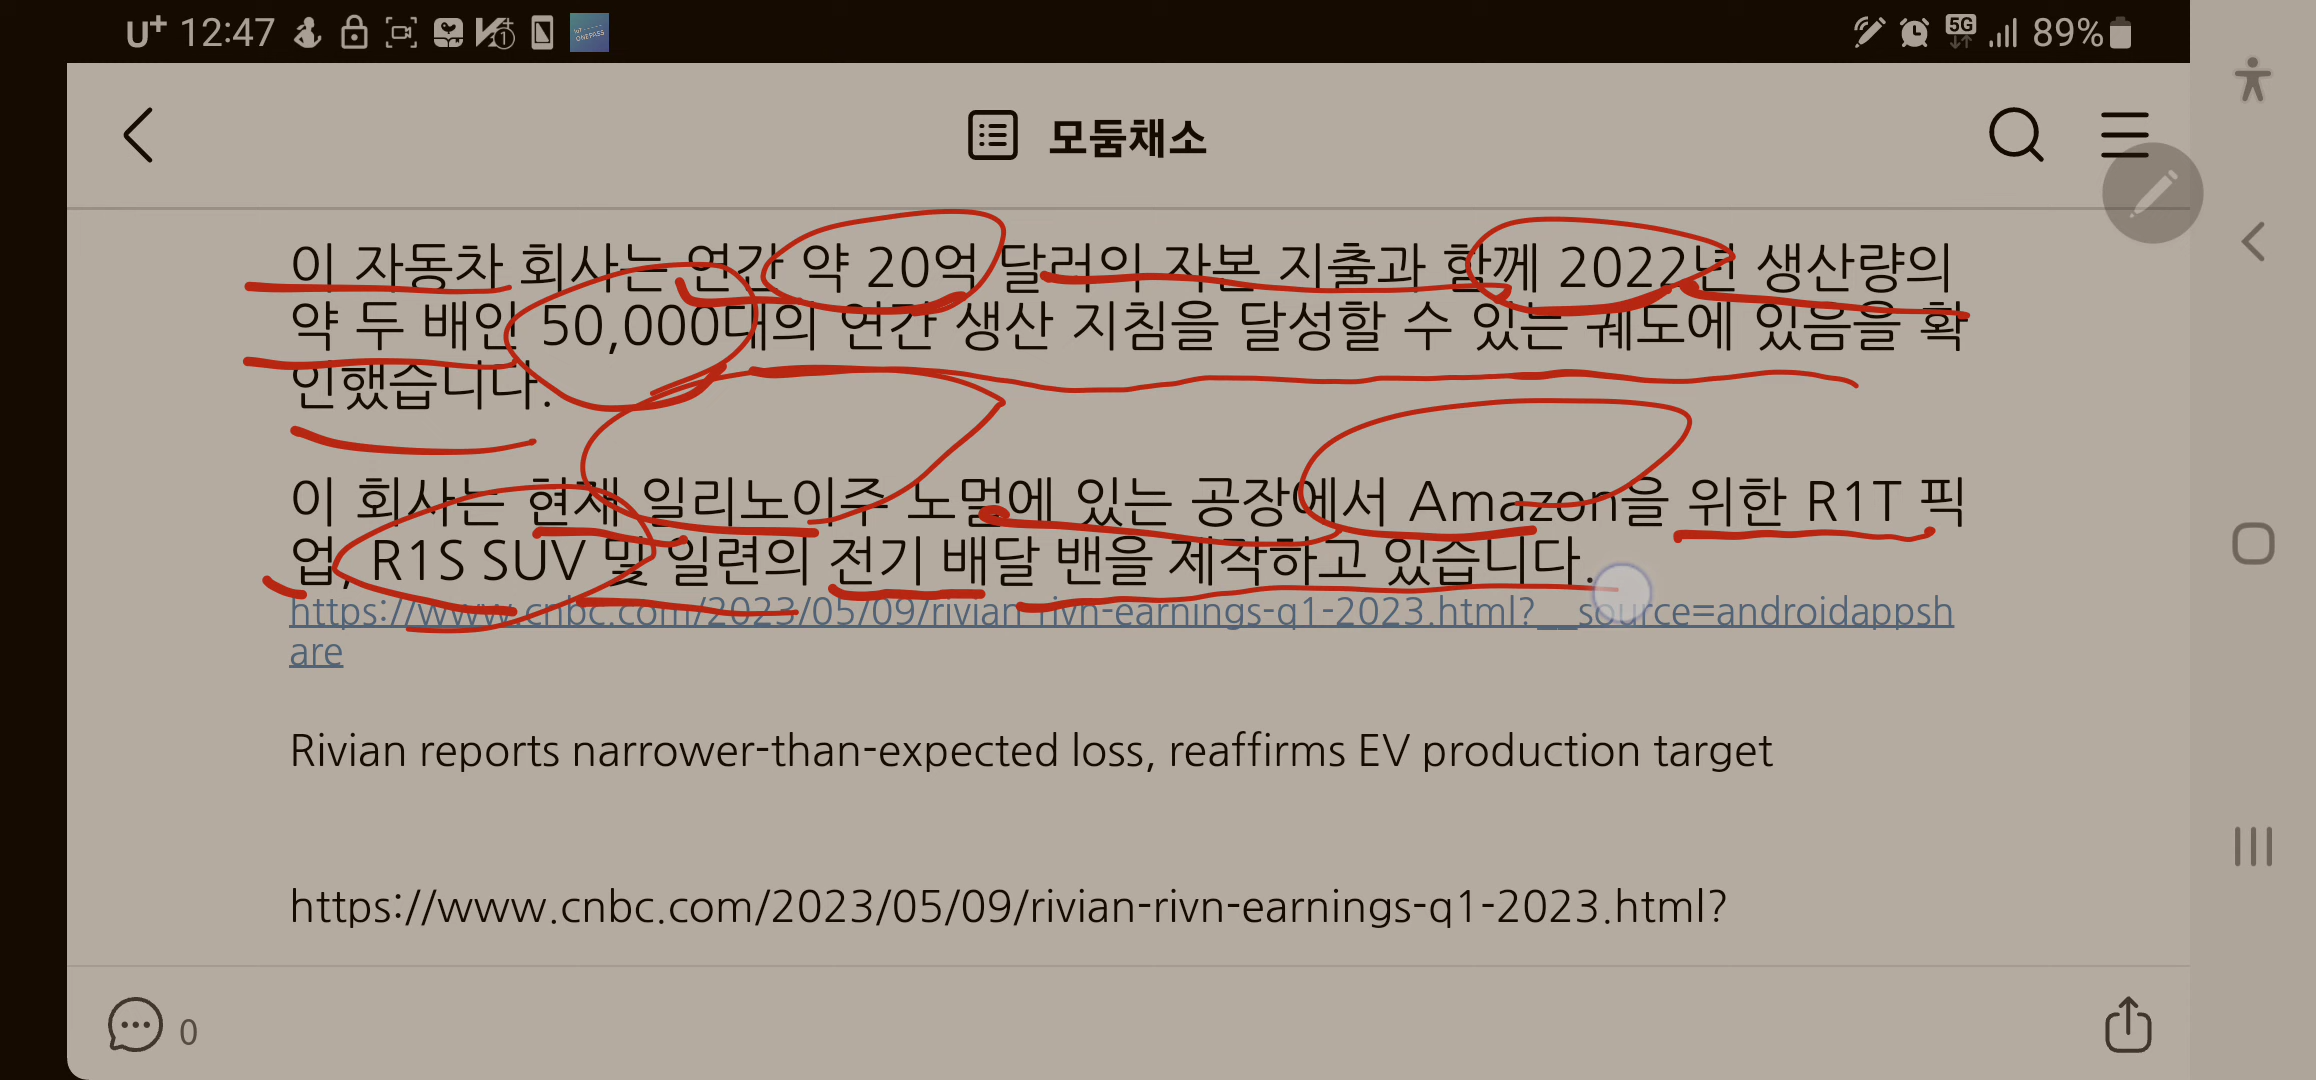 U+ 12:47 5G 89%
모둠채소
이 자동차 회사는 연간 약 20억 달러의 자본 지출과 함께 2022년 생산량의
약 두 배인 50,000대의 연간 생산 지침을 달성할 수 있는 궤도에 있음을 확
인했습니다.
이 회사는 현재 일리노이주 노멀에 있는 공장에서 Amazon을 위한 R1T 픽
업, R1S SUV 및 일련의 전기 배달 밴을 제작하고 있습니다.
https://www.cnbc.com/2023/05/09/rivian-rivn-earnings-q1-2023.html?__source=androidappsh
are
Rivian reports narrower-than-expected loss, reaffirms EV production target
https://www.cnbc.com/2023/05/09/rivian-rivn-earnings-q1-2023.html?
0